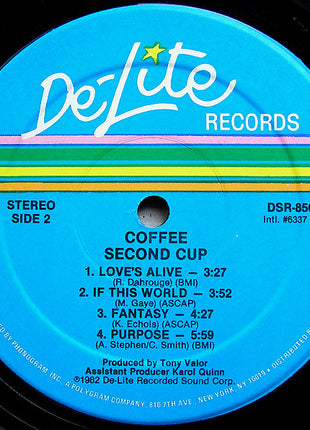 De-Lite
RECORDS
STEREO
SIDE 2
DSR-850
Intl. #6337
COFFEE
SECOND CUP
1. LOVE'S ALIVE — 3:27
(R. Dahrouge) (BMI)
2. IF THIS WORLD — 3:52
(M. Gaye) (ASCAP)
3. FANTASY — 4:27
(K. Echols) (ASCAP)
4. PURPOSE — 5:59
(A. Stephen/C. Smith) (BMI)
Produced by Tony Valor
Assistant Producer Karol Quinn
©1982 De-Lite Recorded Sound Corp.
BY PHONOGRAM INC. A POLYGRAM COMPANY, 810 7TH AVE., NEW YORK, NY 10019 • DISTRIBUTED B